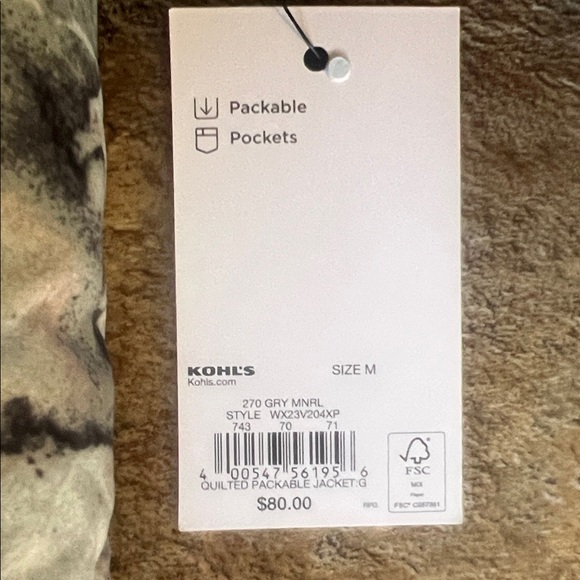 Packable
Pockets
KOHL'S
Kohls.com
SIZE M
270 GRY MNRL
STYLE WX23V204XP
743 70 71
4 00547 56195 6
QUILTED PACKABLE JACKET:G
$80.00
FSC
MIX
Paper